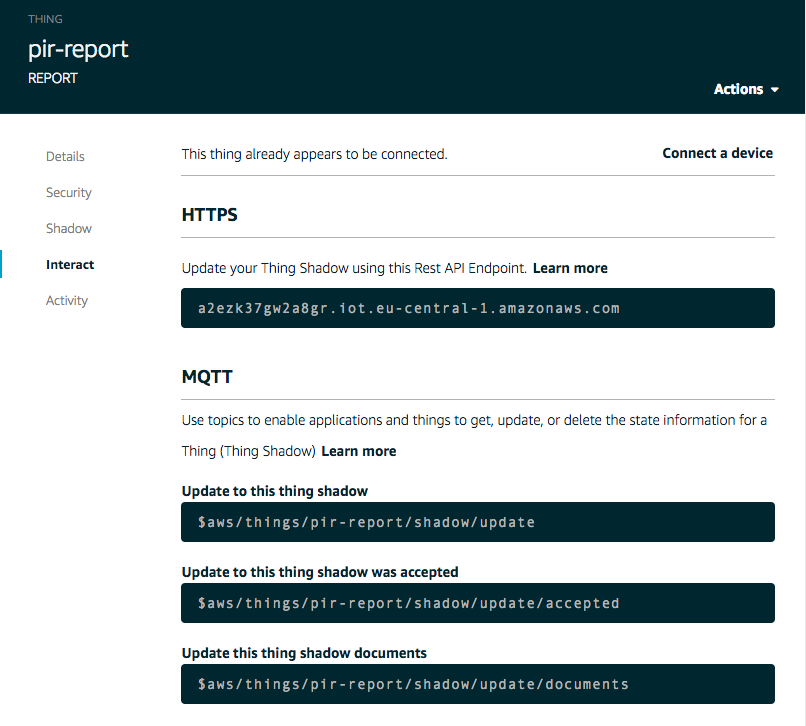 THING
pir-report
REPORT
Actions
Details
Security
Shadow
Interact
Activity
This thing already appears to be connected.
Connect a device
HTTPS
Update your Thing Shadow using this Rest API Endpoint. Learn more
a2ezk37gw2a8gr.iot.eu-central-1.amazonaws.com
MQTT
Use topics to enable applications and things to get, update, or delete the state information for a
Thing (Thing Shadow) Learn more
Update to this thing shadow
$aws/things/pir-report/shadow/update
Update to this thing shadow was accepted
$aws/things/pir-report/shadow/update/accepted
Update this thing shadow documents
$aws/things/pir-report/shadow/update/documents